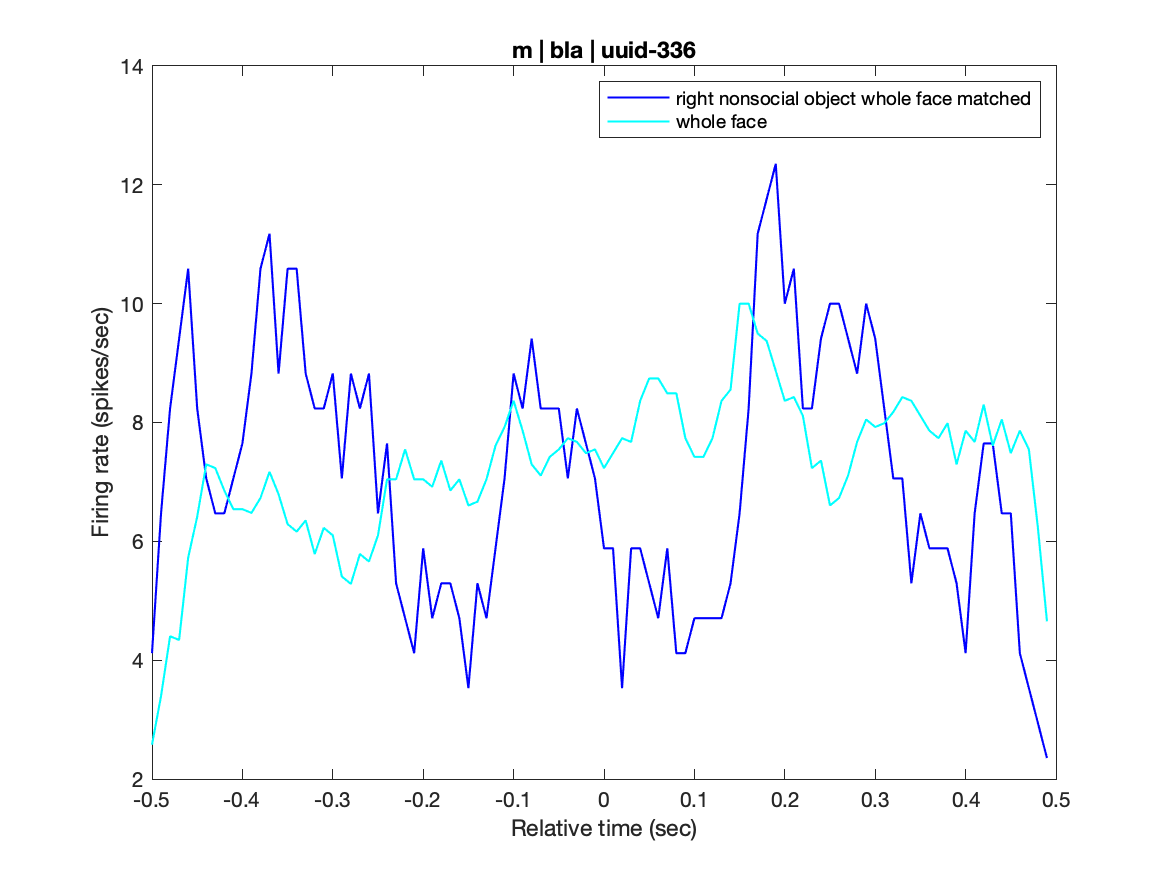 m | bla | uuid-336
right nonsocial object whole face matched
whole face
Firing rate (spikes/sec)
14
12
10
8
6
4
2
-0.5 -0.4 -0.3 -0.2 -0.1 0 0.1 0.2 0.3 0.4 0.5
Relative time (sec)